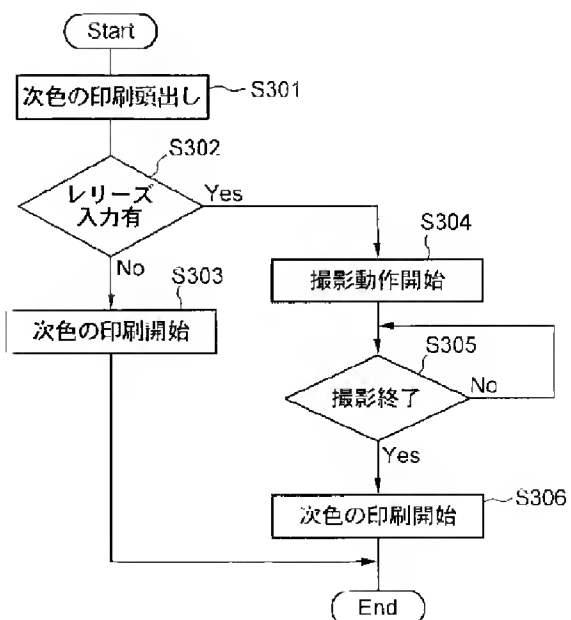 Start
次色の印刷頭出し
S301
S302
レリーズ
入力有
Yes
No
S303
次色の印刷開始
S304
撮影動作開始
S305
撮影終了
No
Yes
S306
次色の印刷開始
End